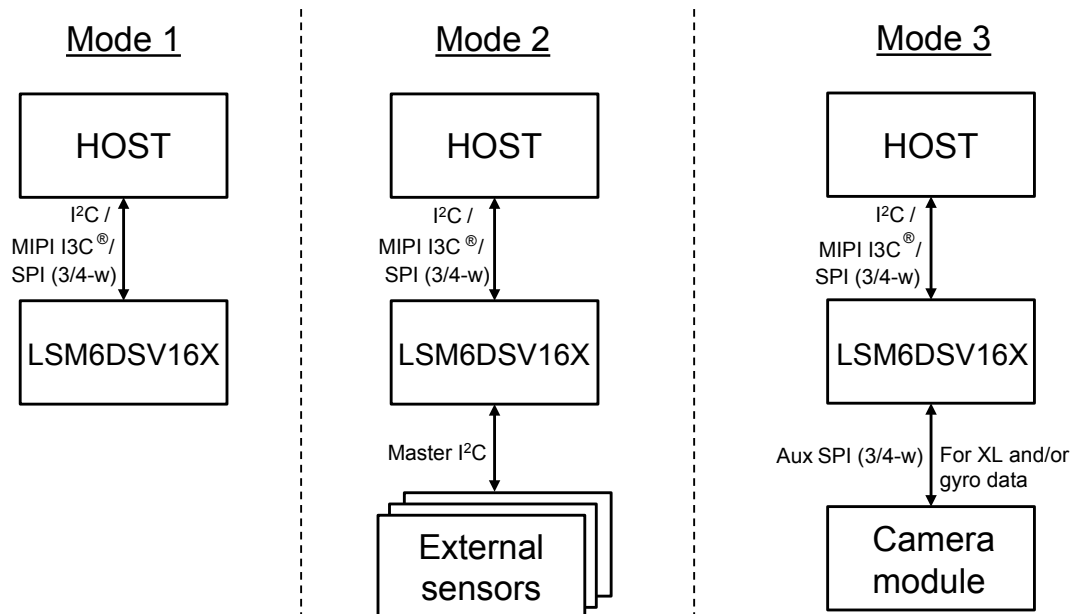 Mode 1
HOST
I²C /
MIPI I3C®/
SPI (3/4-w)
LSM6DSV16X
Mode 2
HOST
I²C /
MIPI I3C®/
SPI (3/4-w)
LSM6DSV16X
Master I²C
External
sensors
Mode 3
HOST
I²C /
MIPI I3C®/
SPI (3/4-w)
LSM6DSV16X
Aux SPI (3/4-w)
For XL and/or
gyro data
Camera
module